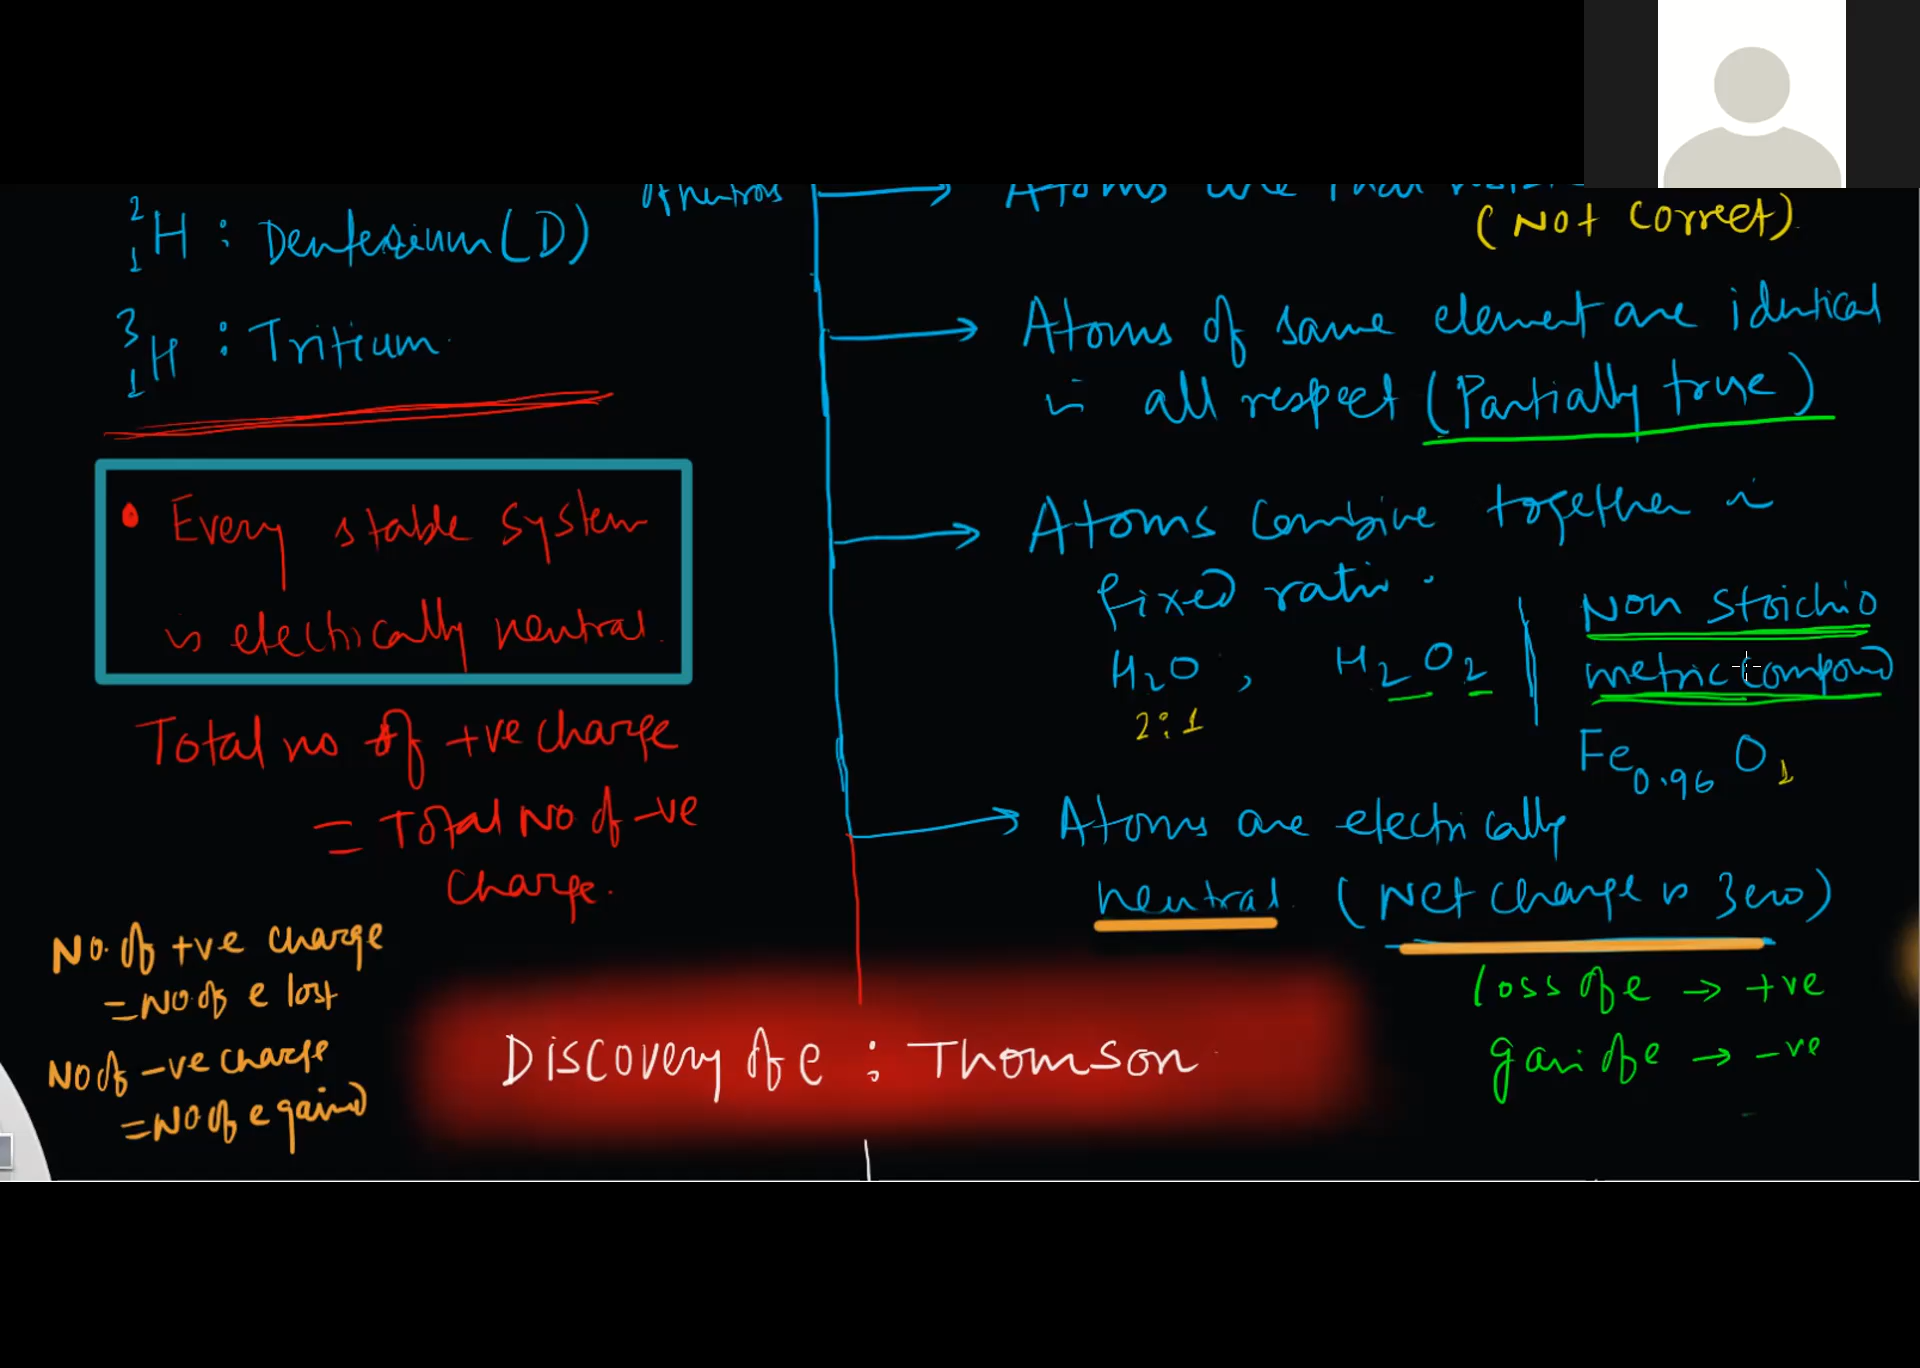 of neutrons
²₁H : Deuterium (D)
³₁H : Tritium
• Every stable system
is electrically neutral.
Total no of +ve charge
= Total No of -ve
Charge.
No. of +ve charge
= No. of e lost
No of -ve charge
= No of e gained
Atoms are
(Not Correct).
Atoms of same element are identical
in all respect (Partially true)
Atoms combine together in
fixed ratio.
H₂O , H₂O₂
2:1
Non Stoichio
metric Compound
Fe₀.₉₆ O₁
Atoms are electrically
neutral. (Net charge is Zero)
loss of e → +ve
gain of e → -ve
Discovery of e : Thomson